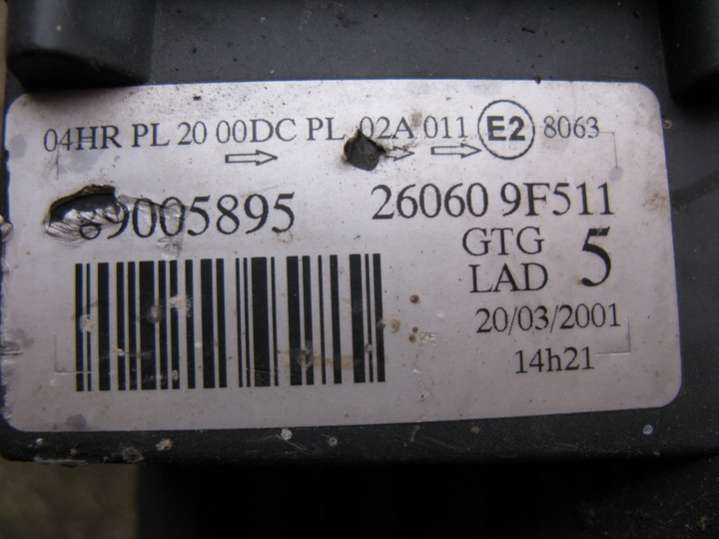 04HR PL 20 00DC PL 02A 011 E2 8063
89005895 26060 9F511
GTG 5
LAD
20/03/2001
14h21